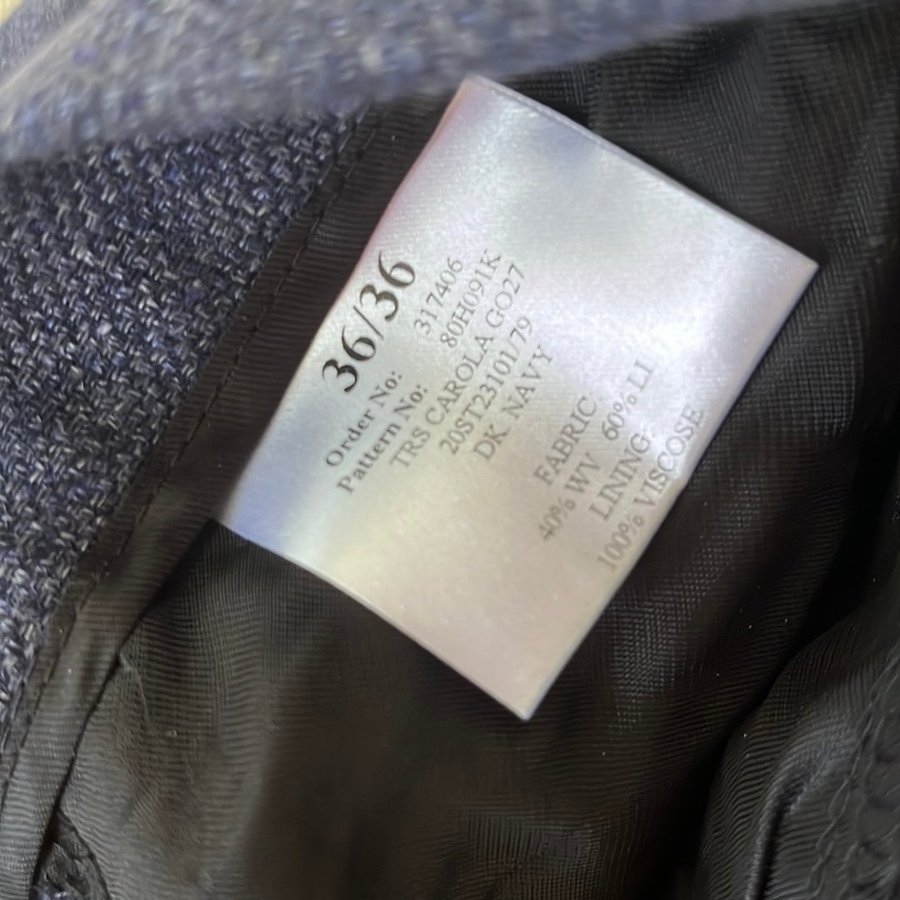 36/36
Order No: 317406
Pattern No: 80H091K
TRS CAROLA GO27
20ST23101/79
DK NAVY
FABRIC:
40% WV 60% LI
LINING:
100% VISCOSE